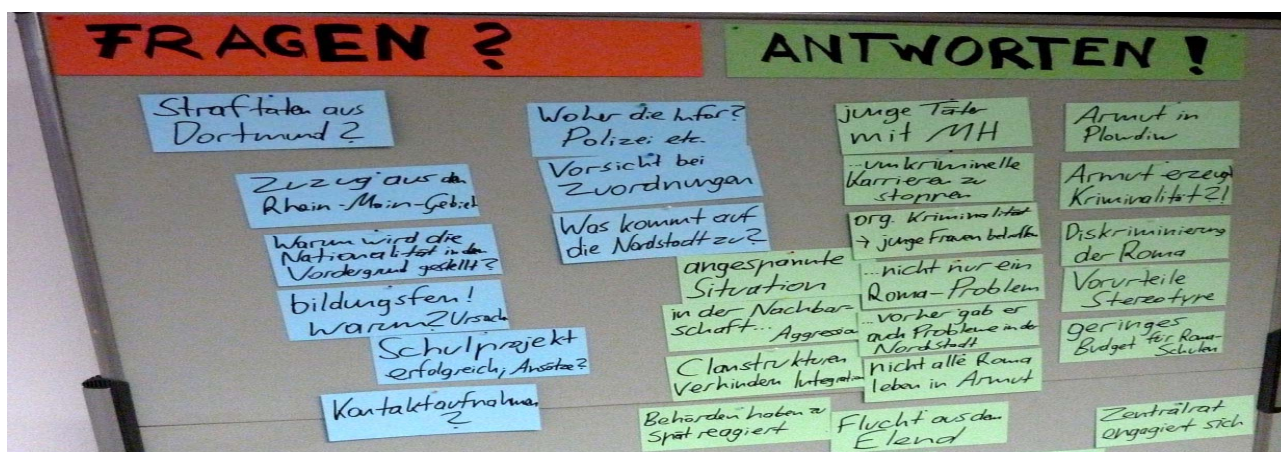 FRAGEN ?
Straftaten aus
Dortmund ?
Zuzug aus dem
Rhein-Main-Gebiet
Warum wird die
Nationalität in den
Vordergrund gestellt ?
bildungsfern !
Warum ? Ursach
Schulprojekt
erfolgreich, Ansätze ?
Kontaktaufnahmen
?
Woher die Infor ?
Polizei etc.
Vorsicht bei
Zuordnungen
Was kommt auf
die Nordstadt zu ?
ANTWORTEN !
angespannte
Situation
in der Nachbar-
schaft... Aggressio
Clanstrukturen
verhindern Integration
Behörden haben zu
spät reagiert
junge Täter
mit MH
...um kriminelle
Karrieren zu
stoppen
org. Kriminalität
→ junge Frauen betroffen
...nicht nur ein
Roma-Problem
...vorher gab es
auch Probleme in der
Nordstadt
nicht alle Roma
leben in Armut
Flucht aus dem
Elend
Armut in
Plowdiw
Armut erzeugt
Kriminalität ?!
Diskriminierung
der Roma
Vorurteile
Stereotype
geringes
Budget für Roma-
Schulen
Zentralrat
engagiert sich